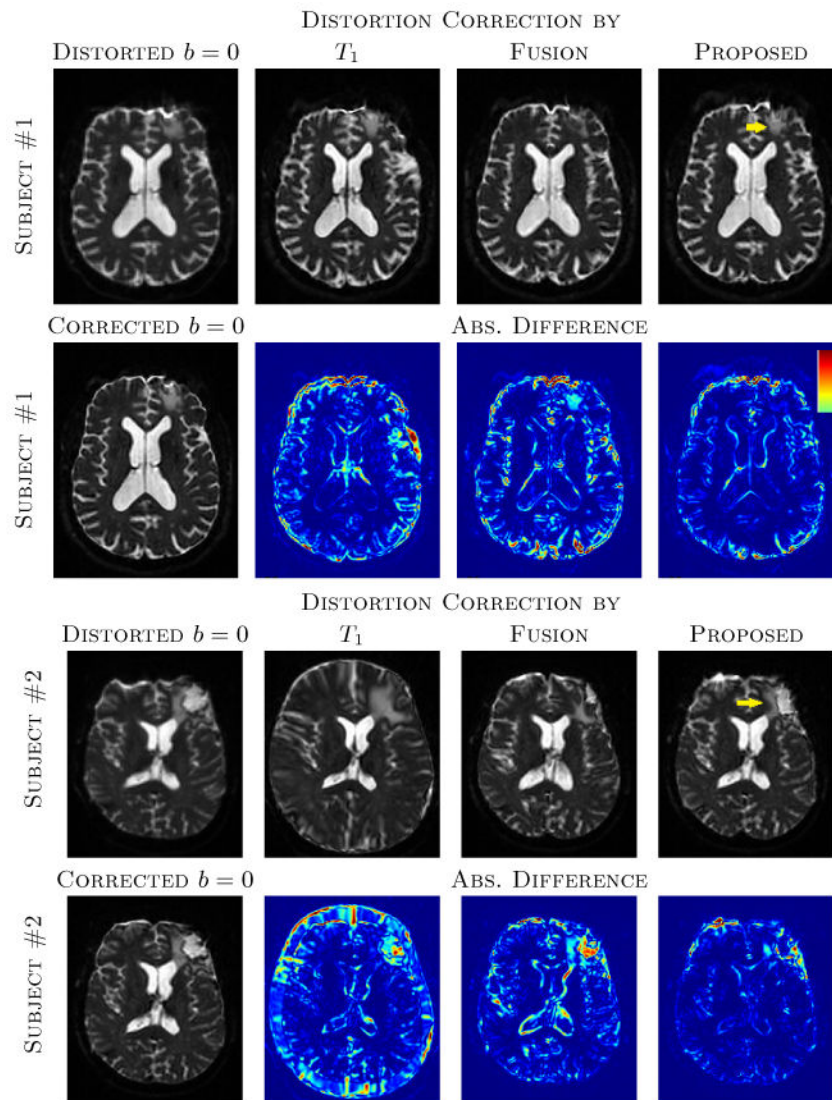 DISTORTION CORRECTION BY
DISTORTED b = 0 T₁ FUSION PROPOSED
SUBJECT #1
CORRECTED b = 0 ABS. DIFFERENCE
SUBJECT #1
DISTORTION CORRECTION BY
DISTORTED b = 0 T₁ FUSION PROPOSED
SUBJECT #2
CORRECTED b = 0 ABS. DIFFERENCE
SUBJECT #2